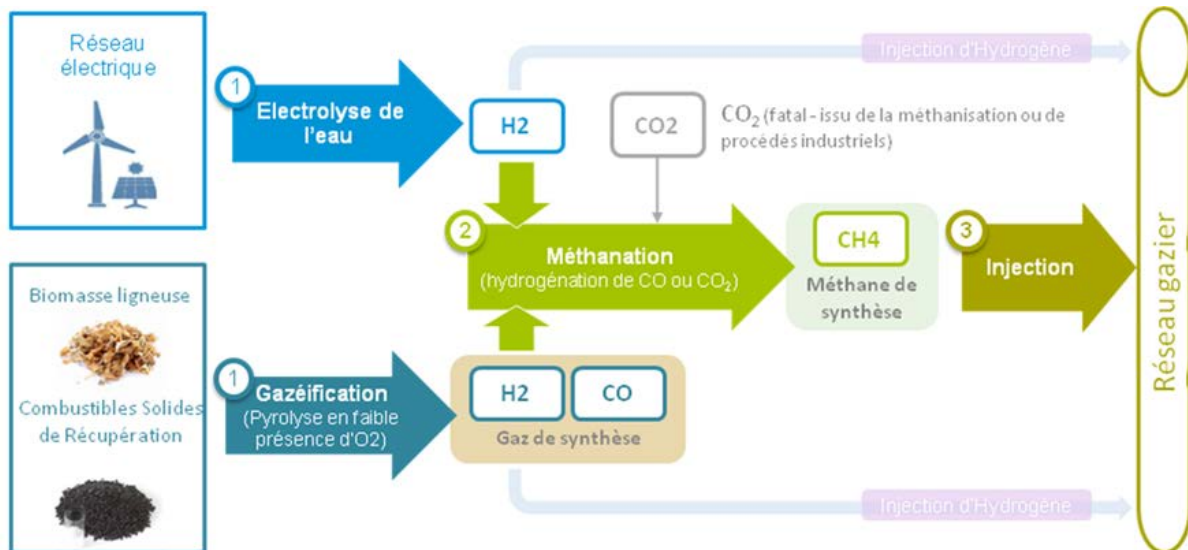 Réseau
électrique
1
Electrolyse de
l'eau
H2
Injection d'Hydrogène
CO2
CO₂ (fatal - issu de la méthanisation ou de
procédés industriels)
2
Méthanation
(hydrogénation de CO ou CO₂)
CH4
Méthane de
synthèse
3
Injection
Réseau gazier
Biomasse ligneuse
Combustibles Solides
de Récupération
1
Gazéification
(Pyrolyse en faible
présence d'O2)
H2
CO
Gaz de synthèse
Injection d'Hydrogène